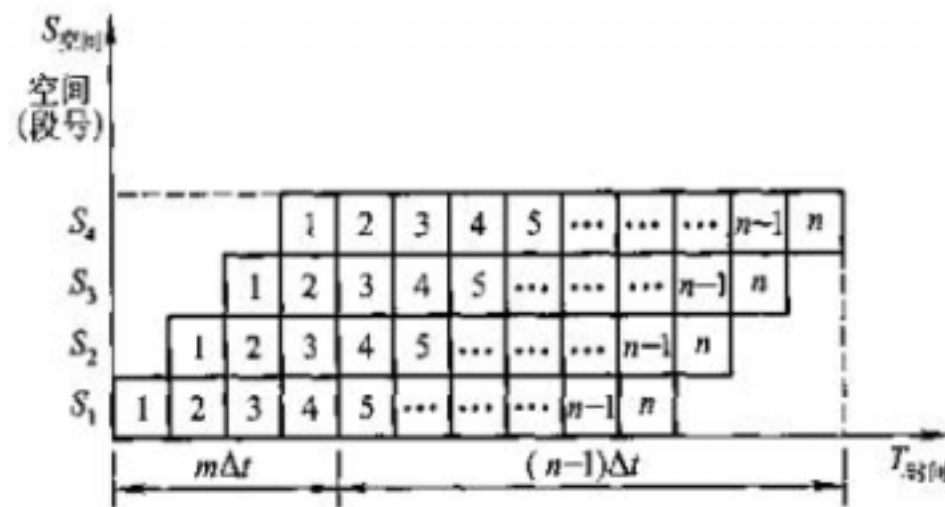 S空间
空间
(段号)
S₄ 1 2 3 4 5 ··· ··· ··· n-1 n
S₃ 1 2 3 4 5 ··· ··· ··· n-1 n
S₂ 1 2 3 4 5 ··· ··· ··· n-1 n
S₁ 1 2 3 4 5 ··· ··· ··· n-1 n
mΔt (n-1)Δt T时间